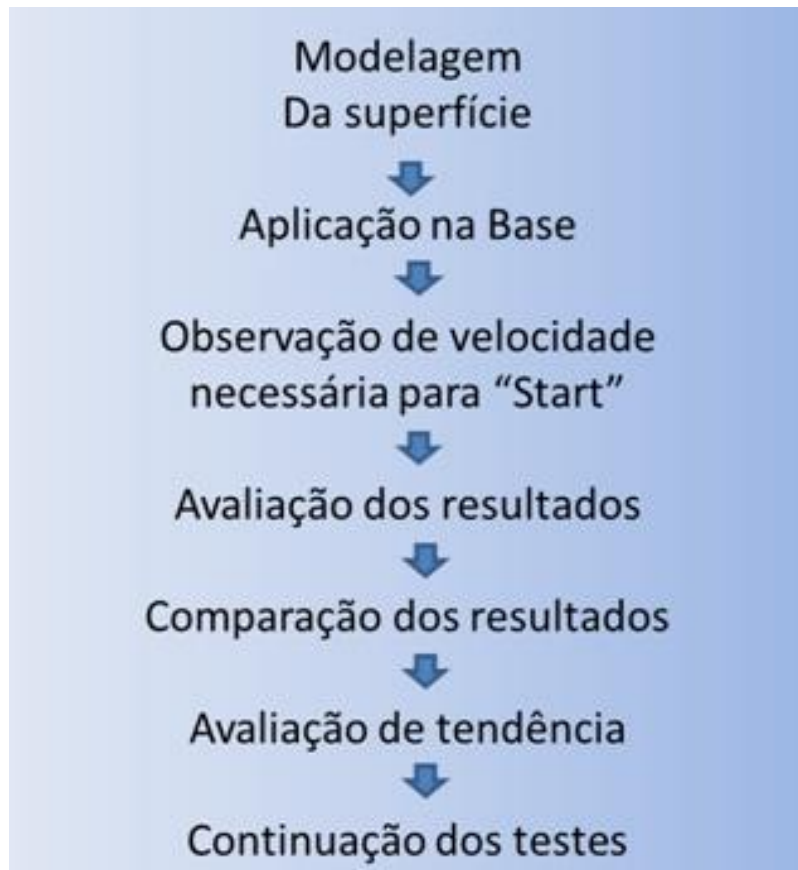 Modelagem
Da superfície
Aplicação na Base
Observação de velocidade
necessária para “Start”
Avaliação dos resultados
Comparação dos resultados
Avaliação de tendência
Continuação dos testes